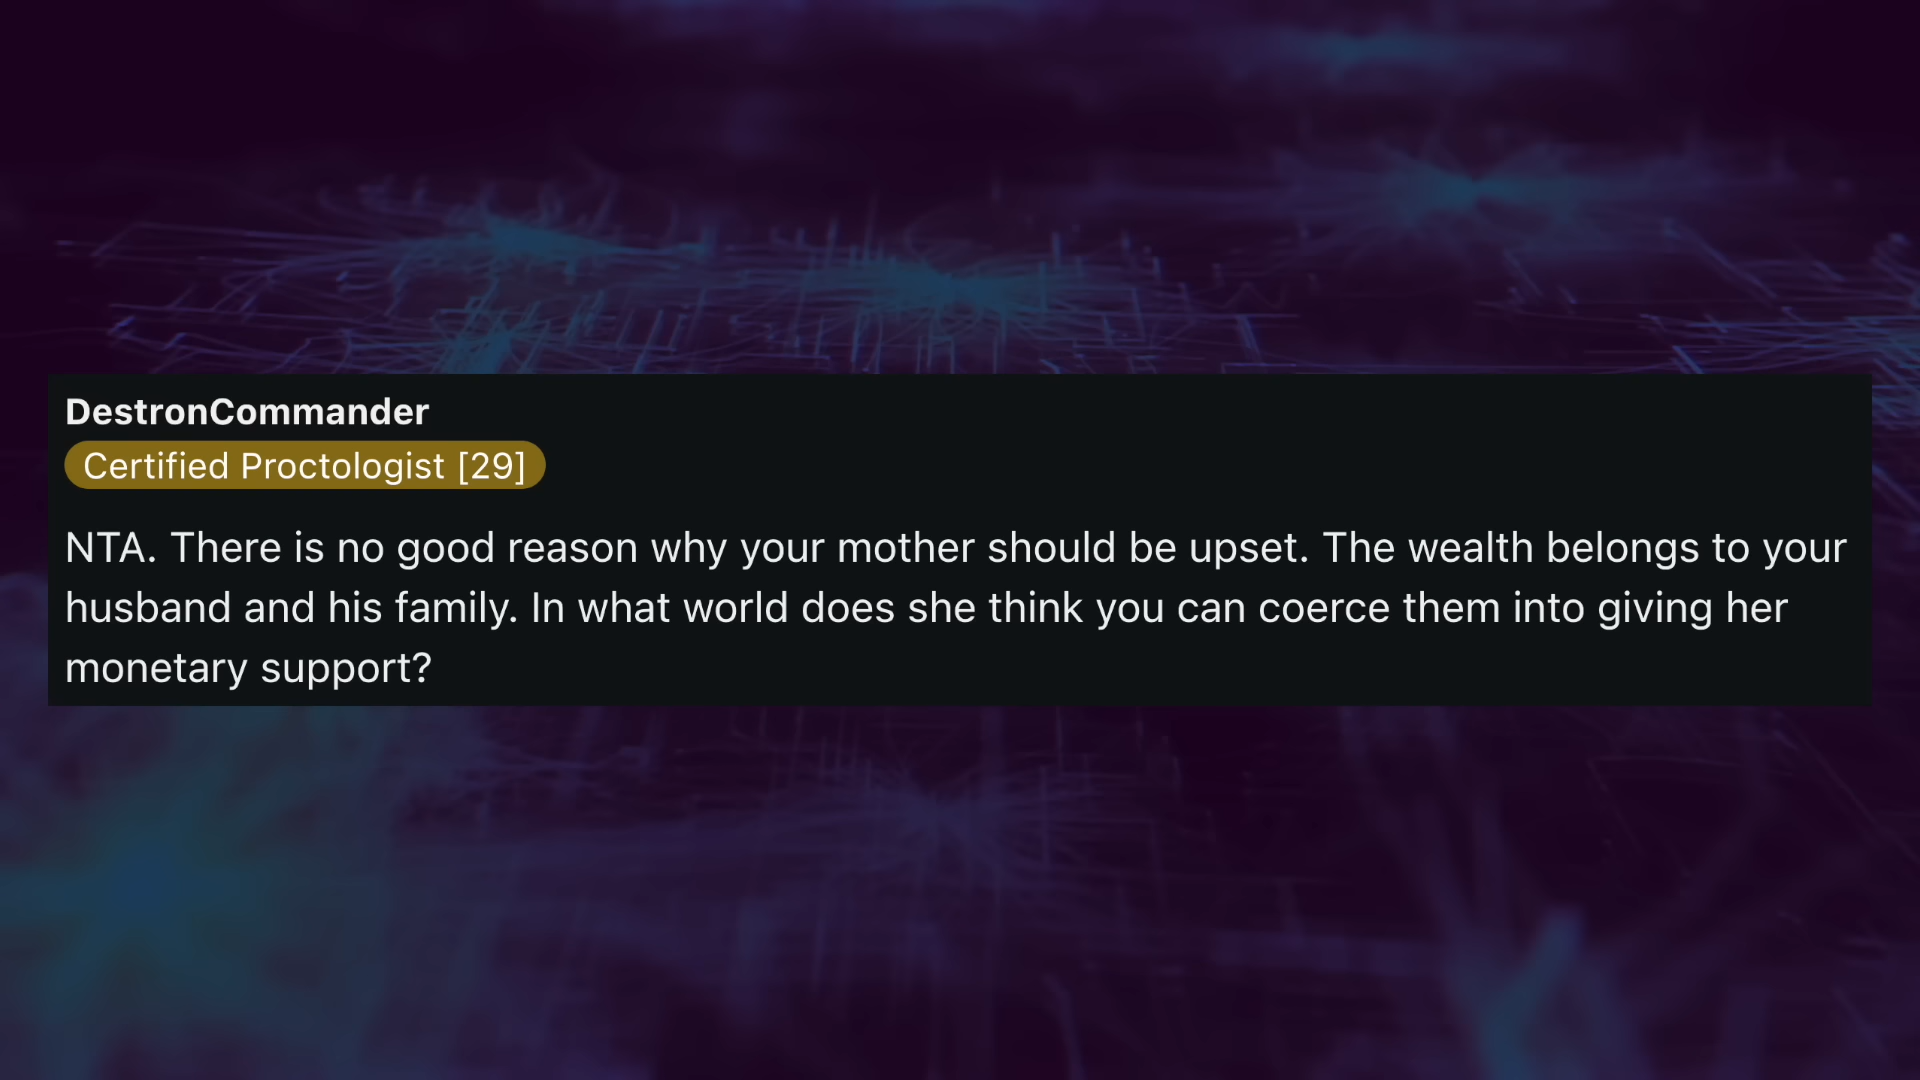 DestronCommander
Certified Proctologist [29]
NTA. There is no good reason why your mother should be upset. The wealth belongs to your
husband and his family. In what world does she think you can coerce them into giving her
monetary support?